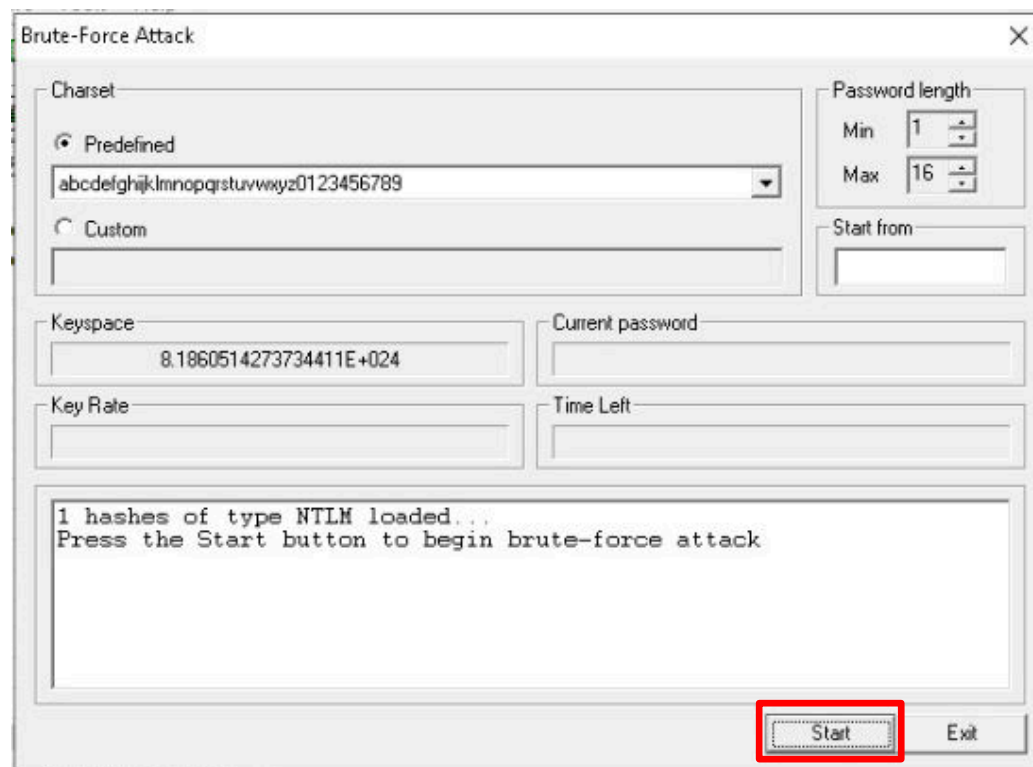 Brute-Force Attack
Charset
Predefined
abcdefghijklmnopqrstuvwxyz0123456789
Custom
Password length
Min 1
Max 16
Start from
Keyspace
8.1860514273734411E+024
Current password
Key Rate
Time Left
1 hashes of type NTLM loaded...
Press the Start button to begin brute-force attack
Start
Exit